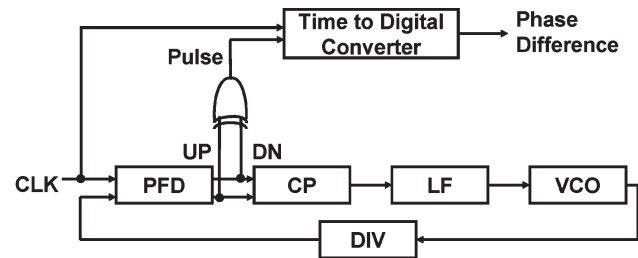 Time to Digital
Converter
Phase
Difference
Pulse
UP DN
CLK
PFD
CP
LF
VCO
DIV